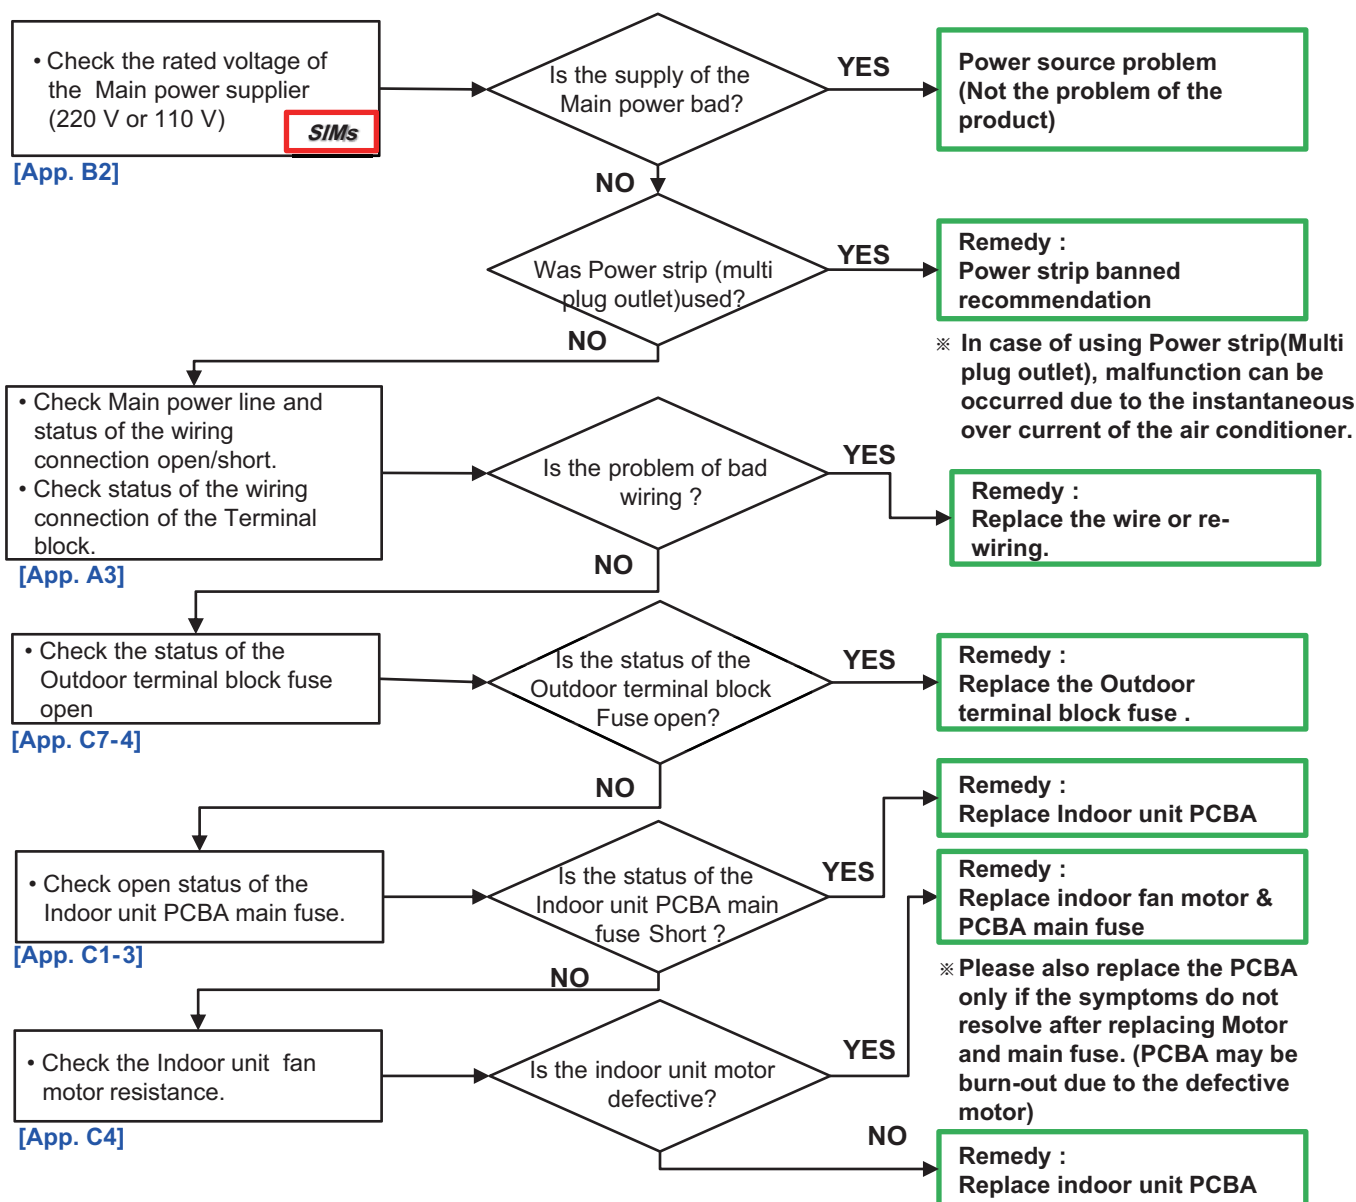 • Check the rated voltage of
the Main power supplier
(220 V or 110 V)
SIMs
[App. B2]
Is the supply of the
Main power bad?
YES
Power source problem
(Not the problem of the
product)
NO
Was Power strip (multi
plug outlet)used?
YES
Remedy :
Power strip banned
recommendation
※ In case of using Power strip(Multi
plug outlet), malfunction can be
occurred due to the instantaneous
over current of the air conditioner.
NO
• Check Main power line and
status of the wiring
connection open/short.
• Check status of the wiring
connection of the Terminal
block.
[App. A3]
Is the problem of bad
wiring ?
YES
Remedy :
Replace the wire or re-
wiring.
NO
• Check the status of the
Outdoor terminal block fuse
open
[App. C7-4]
Is the status of the
Outdoor terminal block
Fuse open?
YES
Remedy :
Replace the Outdoor
terminal block fuse .
NO
• Check open status of the
Indoor unit PCBA main fuse.
[App. C1-3]
Is the status of the
Indoor unit PCBA main
fuse Short ?
YES
Remedy :
Replace Indoor unit PCBA
NO
• Check the Indoor unit fan
motor resistance.
[App. C4]
Is the indoor unit motor
defective?
YES
Remedy :
Replace indoor fan motor &
PCBA main fuse
※ Please also replace the PCBA
only if the symptoms do not
resolve after replacing Motor
and main fuse. (PCBA may be
burn-out due to the defective
motor)
NO
Remedy :
Replace indoor unit PCBA